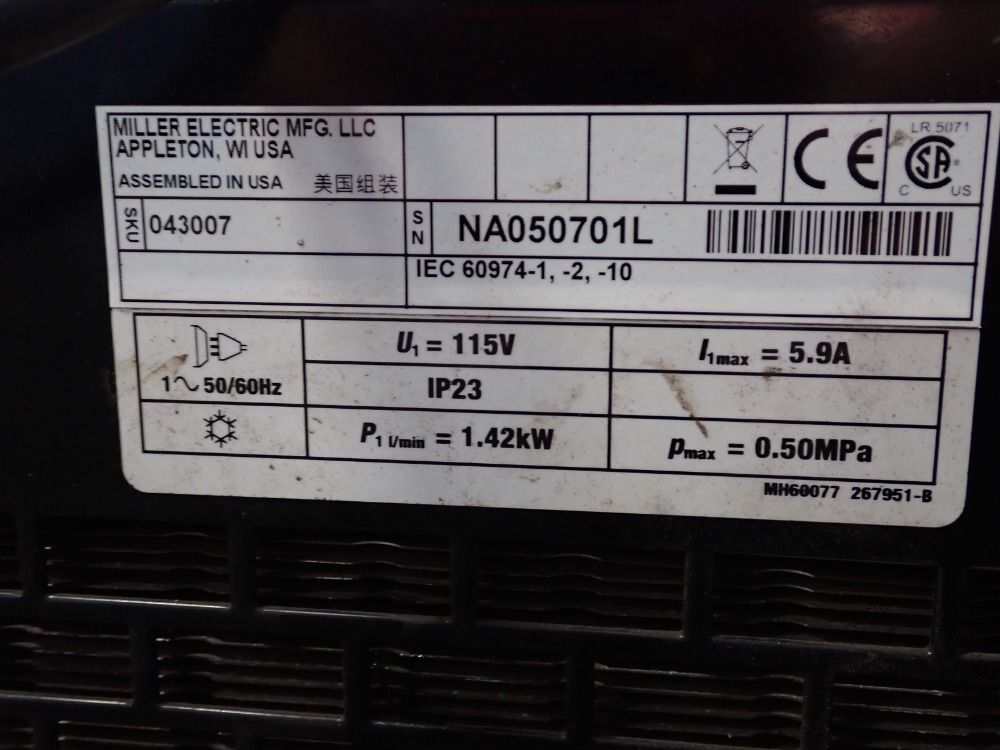 MILLER ELECTRIC MFG. LLC
APPLETON, WI USA
ASSEMBLED IN USA 美国组装
CE
LR 5071
SA®
C US
SKU 043007
SN NA050701L
IEC 60974-1, -2, -10
1~ 50/60Hz
U1 = 115V
I1max = 5.9A
IP23
P1 l/min = 1.42kW
pmax = 0.50MPa
MH60077 267951-B